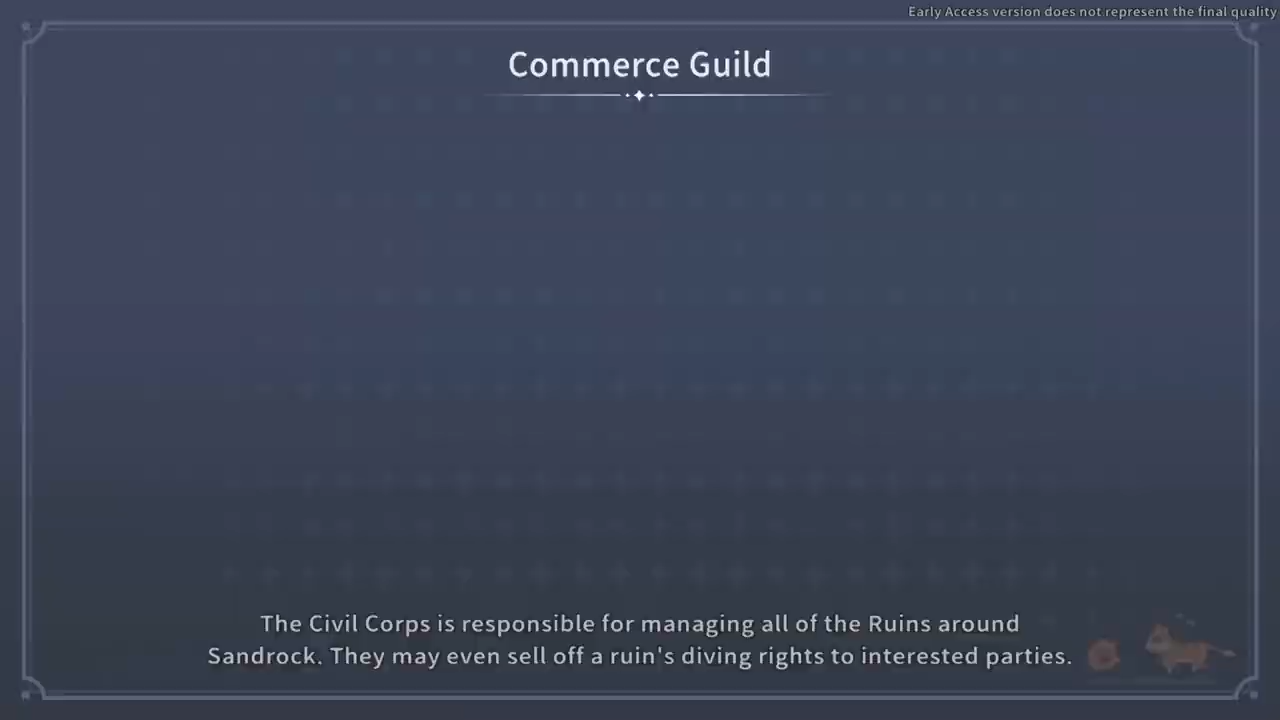 Early Access version does not represent the final quality
Commerce Guild
The Civil Corps is responsible for managing all of the Ruins around
Sandrock. They may even sell off a ruin's diving rights to interested parties.